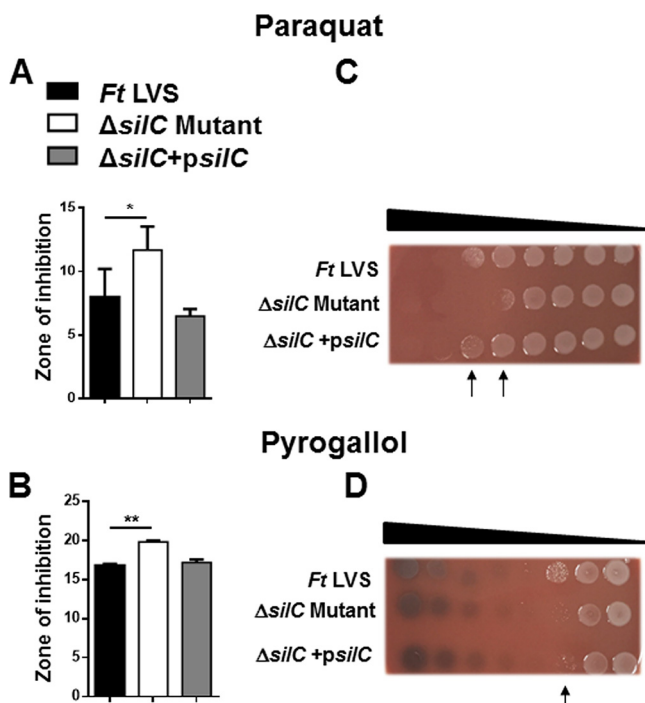 Paraquat
A
Ft LVS
ΔsilC Mutant
ΔsilC+psilC
Zone of inhibition
15
10
5
0
*
C
Ft LVS
ΔsilC Mutant
ΔsilC +psilC
Pyrogallol
B
Zone of inhibition
25
20
15
10
5
0
**
D
Ft LVS
ΔsilC Mutant
ΔsilC +psilC